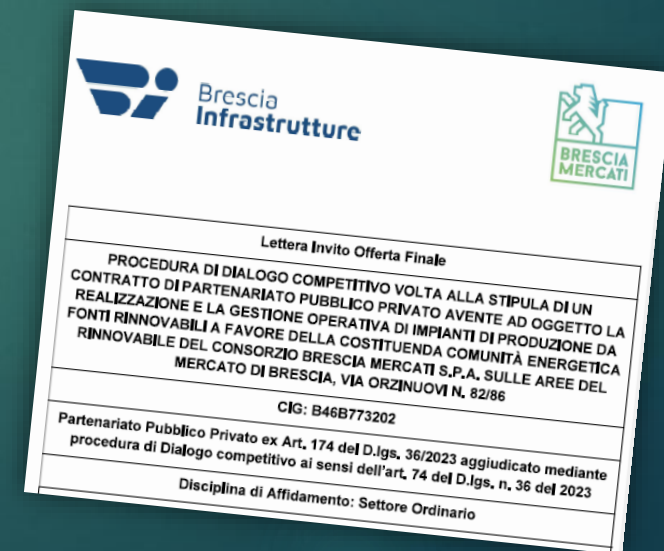 Brescia
Infrastrutture
BRESCIA
MERCATI
Lettera Invito Offerta Finale
PROCEDURA DI DIALOGO COMPETITIVO VOLTA ALLA STIPULA DI UN
CONTRATTO DI PARTENARIATO PUBBLICO PRIVATO AVENTE AD OGGETTO LA
REALIZZAZIONE E LA GESTIONE OPERATIVA DI IMPIANTI DI PRODUZIONE DA
FONTI RINNOVABILI A FAVORE DELLA COSTITUENDA COMUNITÀ ENERGETICA
RINNOVABILE DEL CONSORZIO BRESCIA MERCATI S.P.A. SULLE AREE DEL
MERCATO DI BRESCIA, VIA ORZINUOVI N. 82/86
CIG: B46B773202
Partenariato Pubblico Privato ex Art. 174 del D.lgs. 36/2023 aggiudicato mediante
procedura di Dialogo competitivo ai sensi dell'art. 74 del D.lgs. n. 36 del 2023
Disciplina di Affidamento: Settore Ordinario